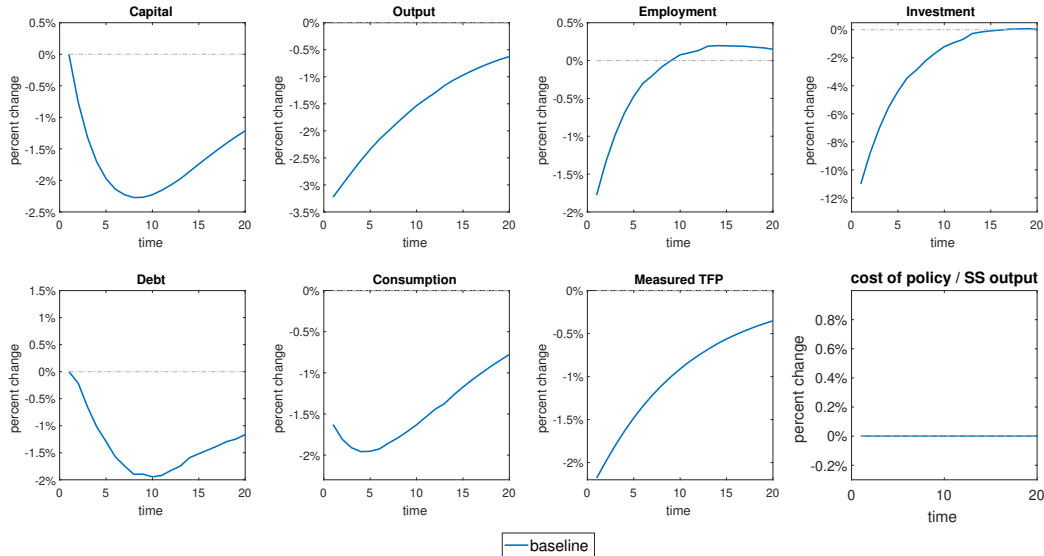 Capital
0.5%
0%
-0.5%
-1%
-1.5%
-2%
-2.5%
percent change
0 5 10 15 20
time
Output
0%
-0.5%
-1%
-1.5%
-2%
-2.5%
-3%
-3.5%
percent change
0 5 10 15 20
time
Employment
0.5%
0%
-0.5%
-1%
-1.5%
-2%
percent change
0 5 10 15 20
time
Investment
0%
-2%
-4%
-6%
-8%
-10%
-12%
percent change
0 5 10 15 20
time
Debt
1.5%
1%
0.5%
0%
-0.5%
-1%
-1.5%
-2%
percent change
0 5 10 15 20
time
Consumption
0%
-0.5%
-1%
-1.5%
-2%
percent change
0 5 10 15 20
time
Measured TFP
0%
-0.5%
-1%
-1.5%
-2%
percent change
0 5 10 15 20
time
cost of policy / SS output
0.8%
0.6%
0.4%
0.2%
0%
-0.2%
percent change
0 5 10 15 20
time
baseline